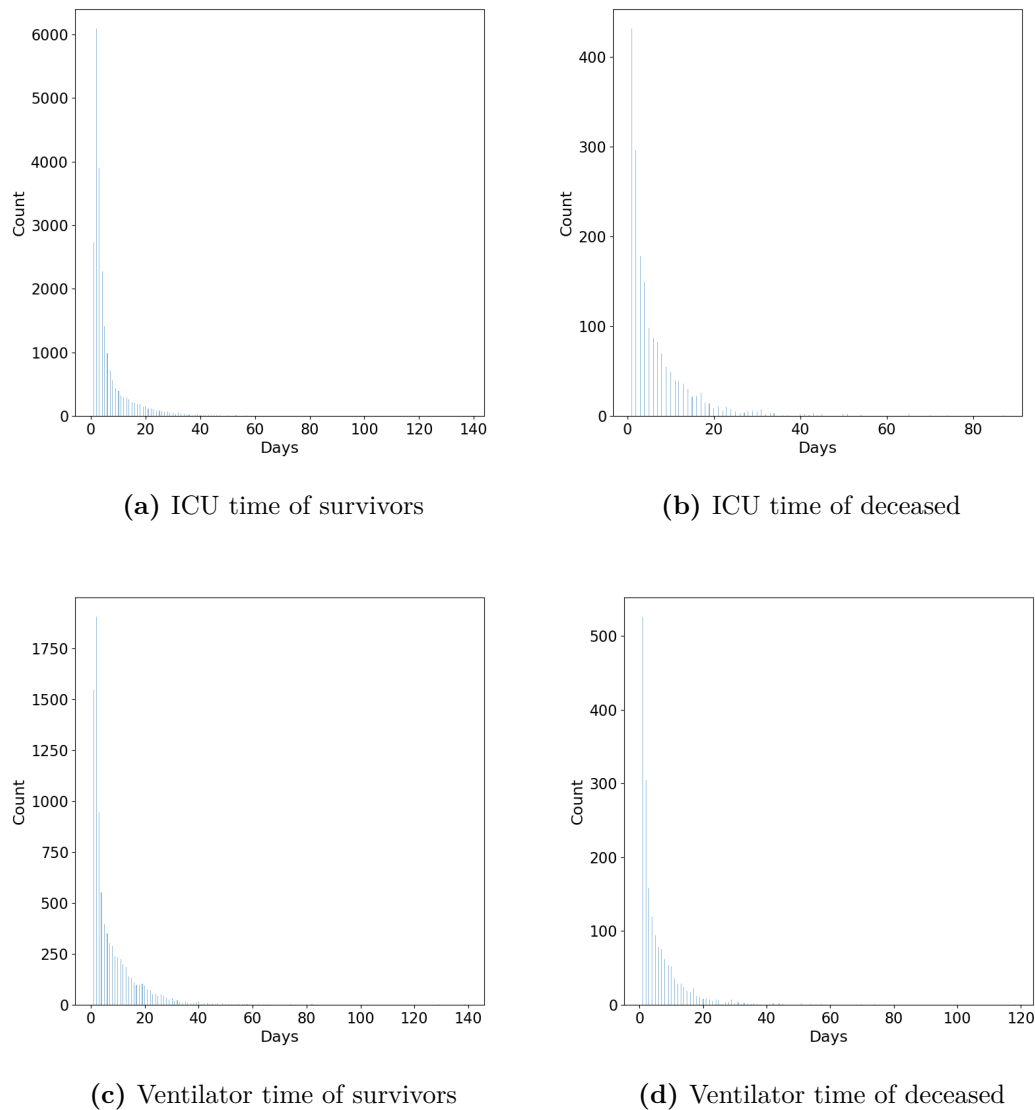 6000
5000
4000
3000
2000
1000
0
Count
0 20 40 60 80 100 120 140
Days
(a) ICU time of survivors
400
300
200
100
0
Count
0 20 40 60 80
Days
(b) ICU time of deceased
1750
1500
1250
1000
750
500
250
0
Count
0 20 40 60 80 100 120 140
Days
(c) Ventilator time of survivors
500
400
300
200
100
0
Count
0 20 40 60 80 100 120
Days
(d) Ventilator time of deceased